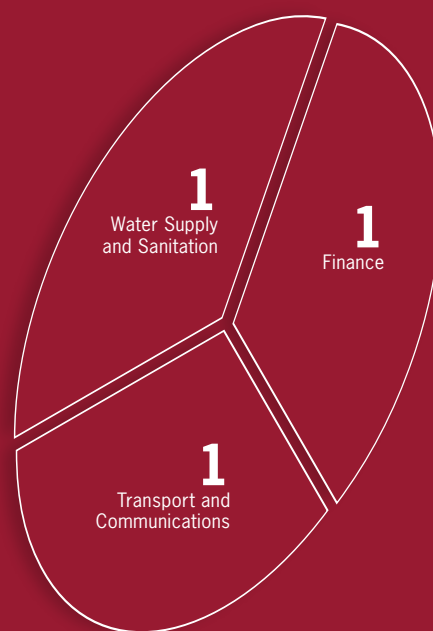 1
Water Supply
and Sanitation
1
Finance
1
Transport and
Communications